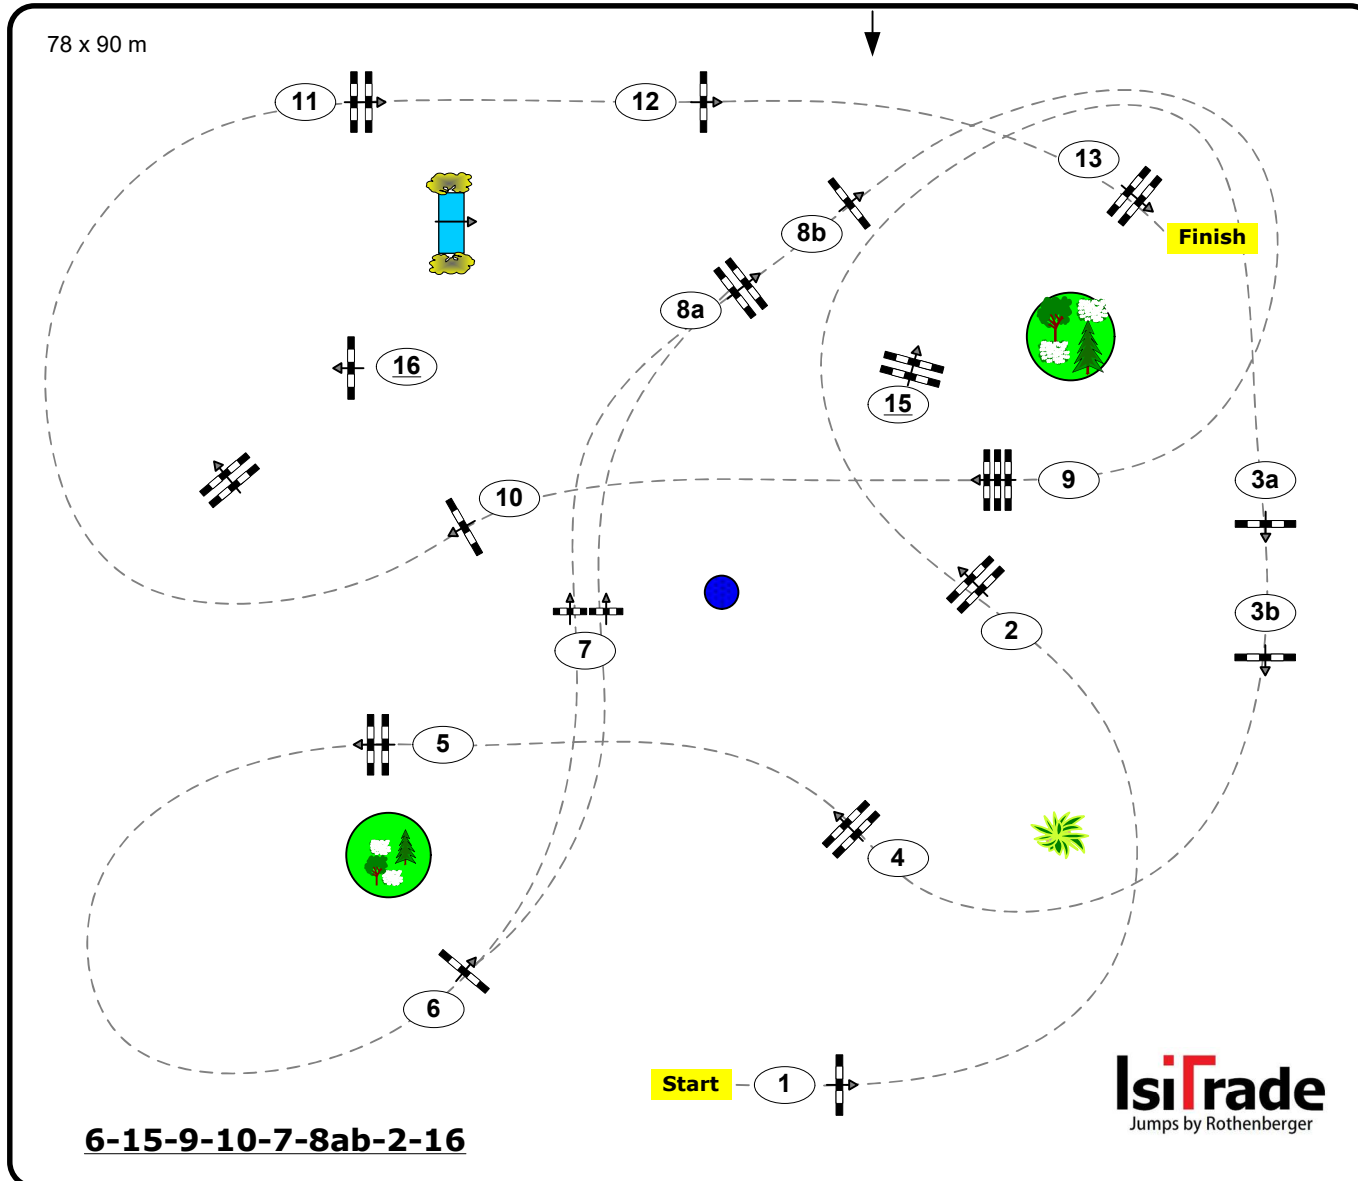 78 x 90 m
11
12
13
8b
Finish
8a
16
15
9
3a
10
3b
2
7
5
4
6
Start
1
IsiTrade
Jumps by Rothenberger
6-15-9-10-7-8ab-2-16